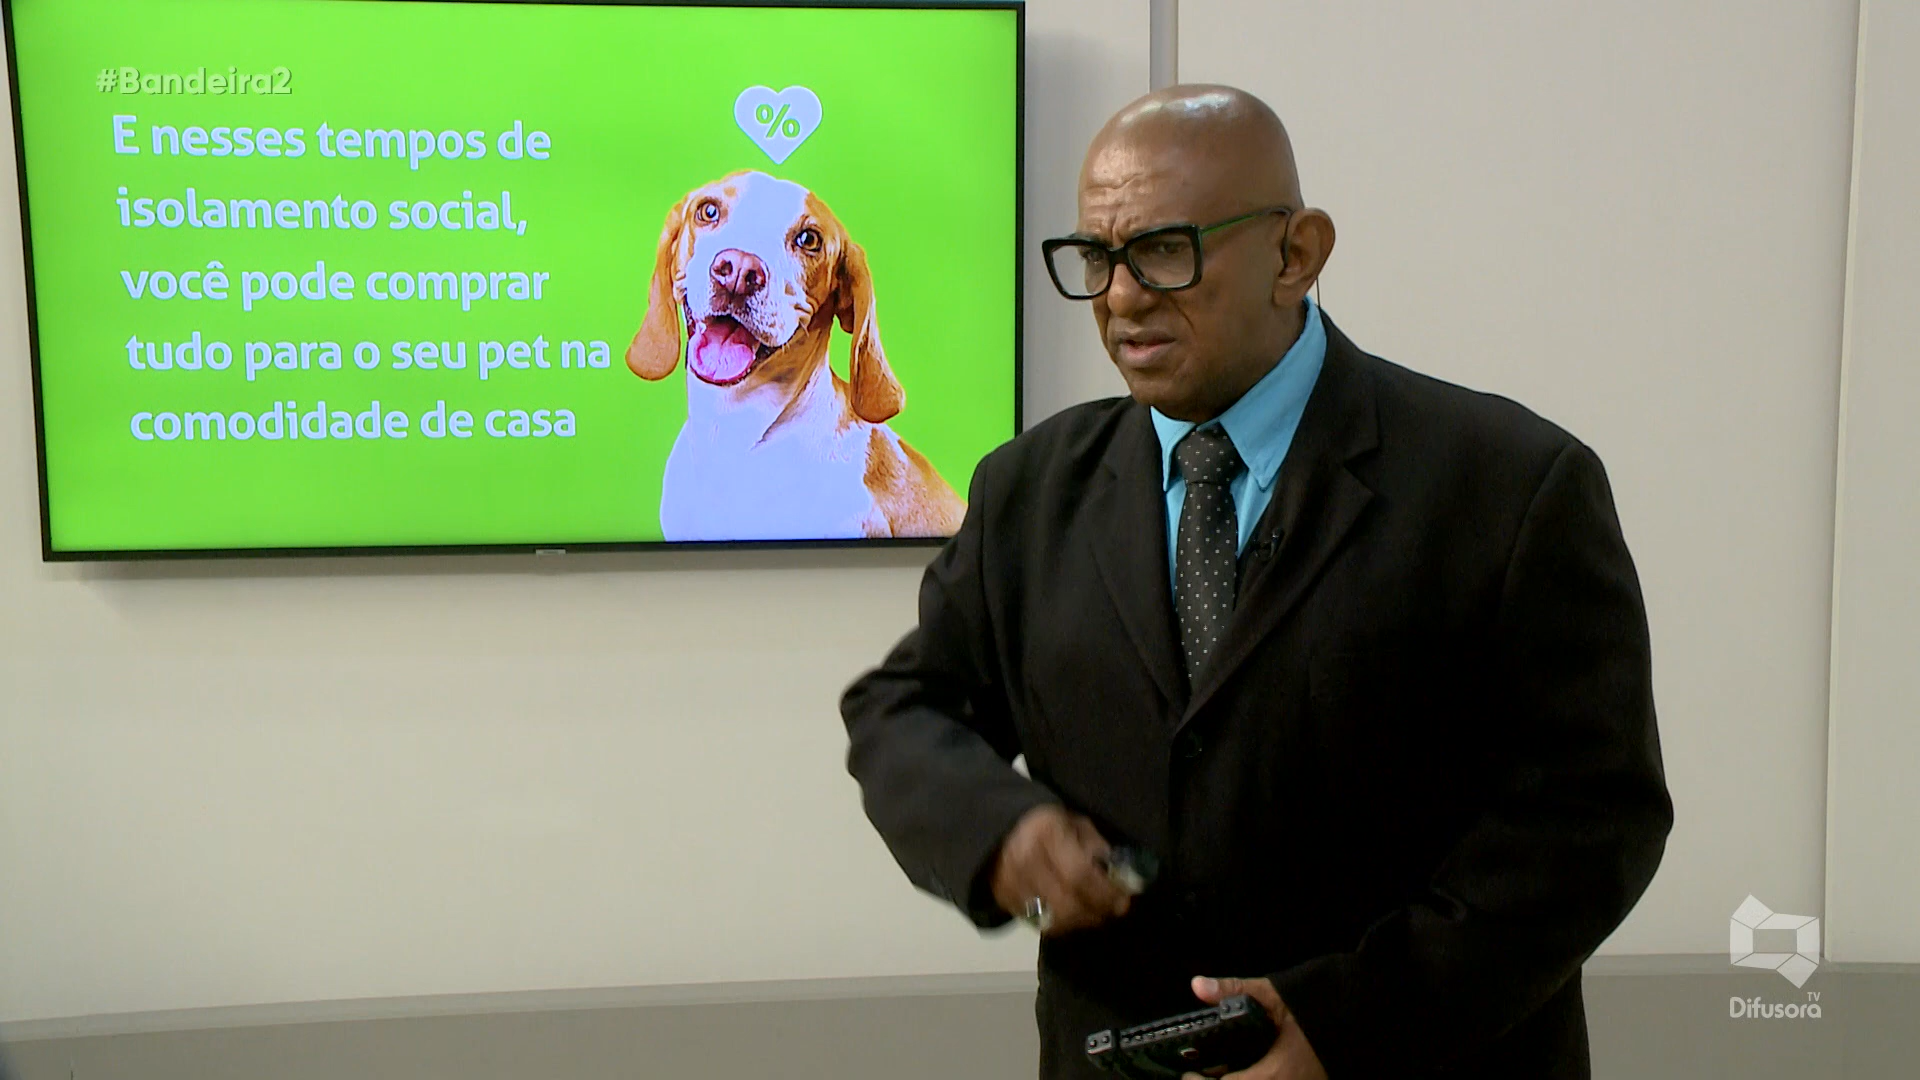 #Bandeira2
E nesses tempos de
isolamento social,
você pode comprar
tudo para o seu pet na
comodidade de casa
%
TV
Difusora